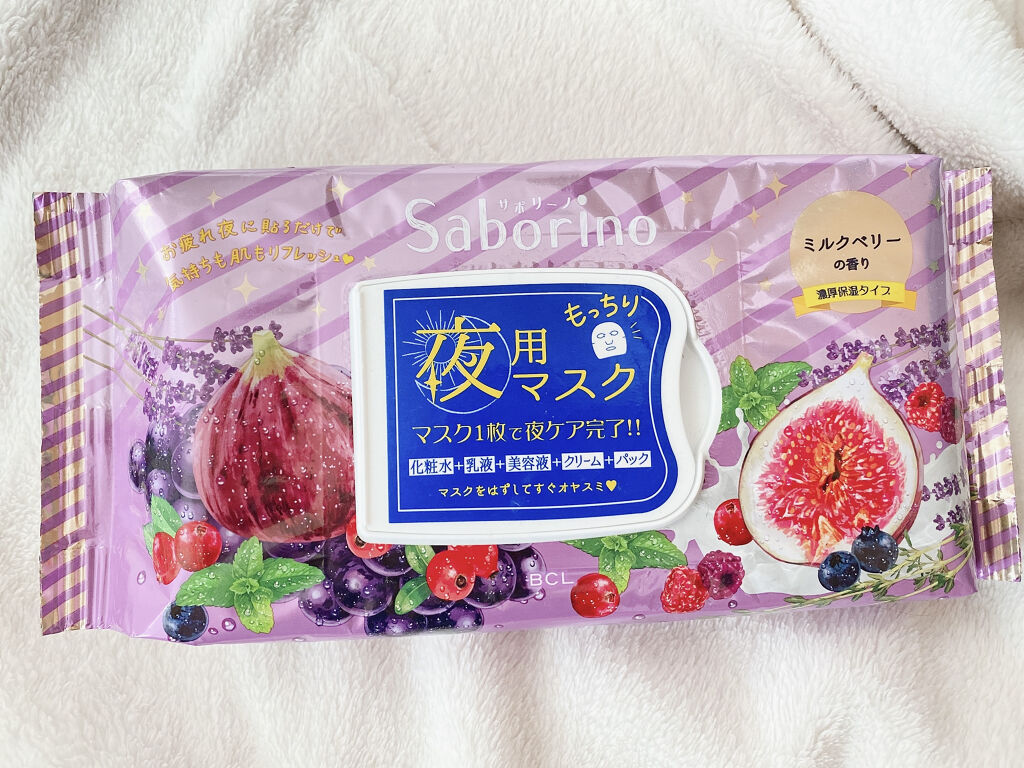 お疲れ夜に貼るだけで
気持ちも肌もリフレッシュ♥
サボリーノ
Saborino
ミルクベリー
の香り
濃厚保湿タイプ
もっちり
夜用
マスク
マスク1枚で夜ケア完了!!
化粧水+乳液+美容液+クリーム+パック
マスクをはずしてすぐオヤスミ♥
BCL